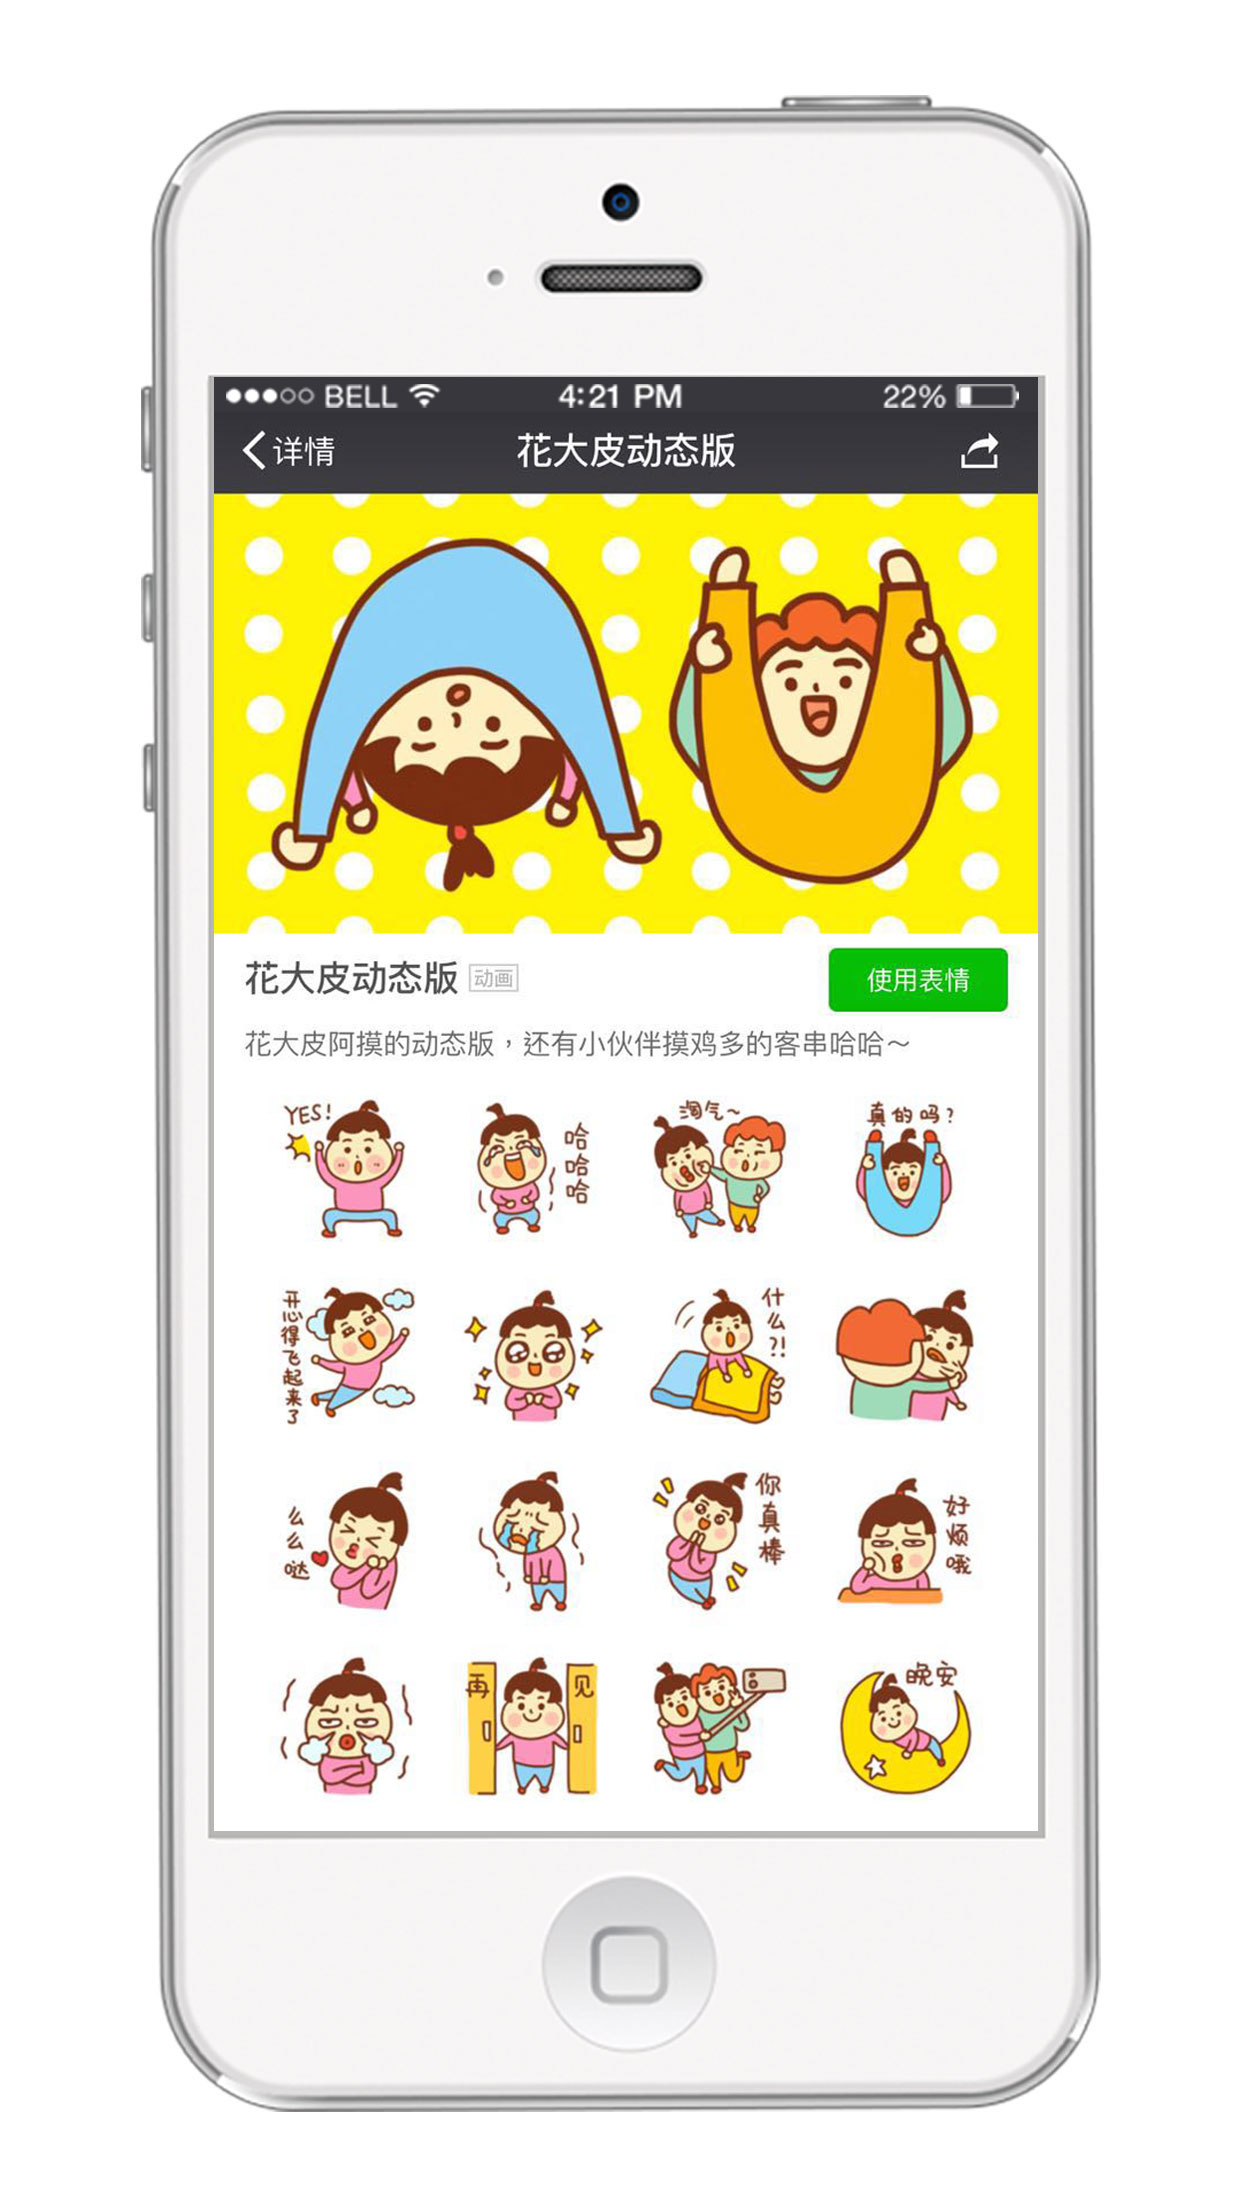 BELL 4:21 PM 22%
详情 花大皮动态版
花大皮动态版 动画 使用表情
花大皮阿摸的动态版，还有小伙伴摸鸡多的客串哈哈～
YES!
哈哈哈
淘气~
真的吗?
开心得飞起来了
什么?!
么么哒
你真棒
好烦哦
再见
晚安